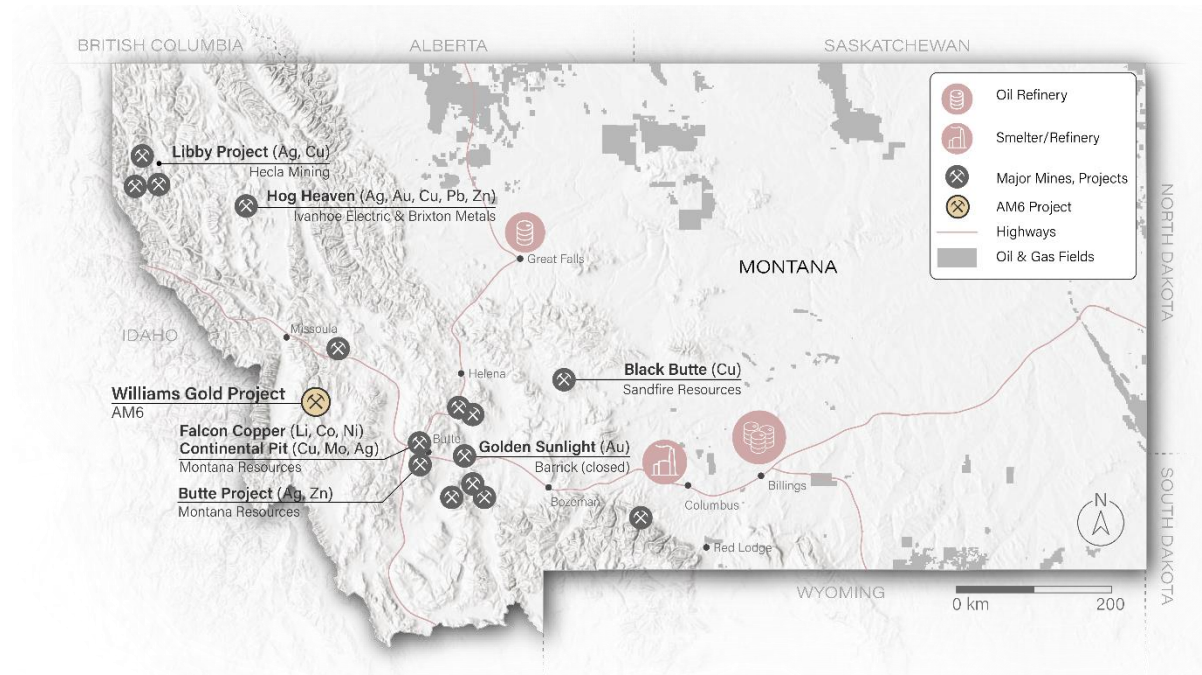 BRITISH COLUMBIA
ALBERTA
SASKATCHEWAN
Oil Refinery
Smelter/Refinery
Major Mines, Projects
AM6 Project
Highways
Oil & Gas Fields
Libby Project (Ag, Cu)
Hecla Mining
Hog Heaven (Ag, Au, Cu, Pb, Zn)
Ivanhoe Electric & Brixton Metals
Great Falls
MONTANA
NORTH DAKOTA
IDAHO
Missoula
Helena
Black Butte (Cu)
Sandfire Resources
Williams Gold Project
AM6
Falcon Copper (Li, Co, Ni)
Continental Pit (Cu, Mo, Ag)
Montana Resources
Butte
Golden Sunlight (Au)
Barrick (closed)
Butte Project (Ag, Zn)
Montana Resources
Bozeman
Columbus
Billings
Red Lodge
N
SOUTH DAKOTA
WYOMING
0 km 200